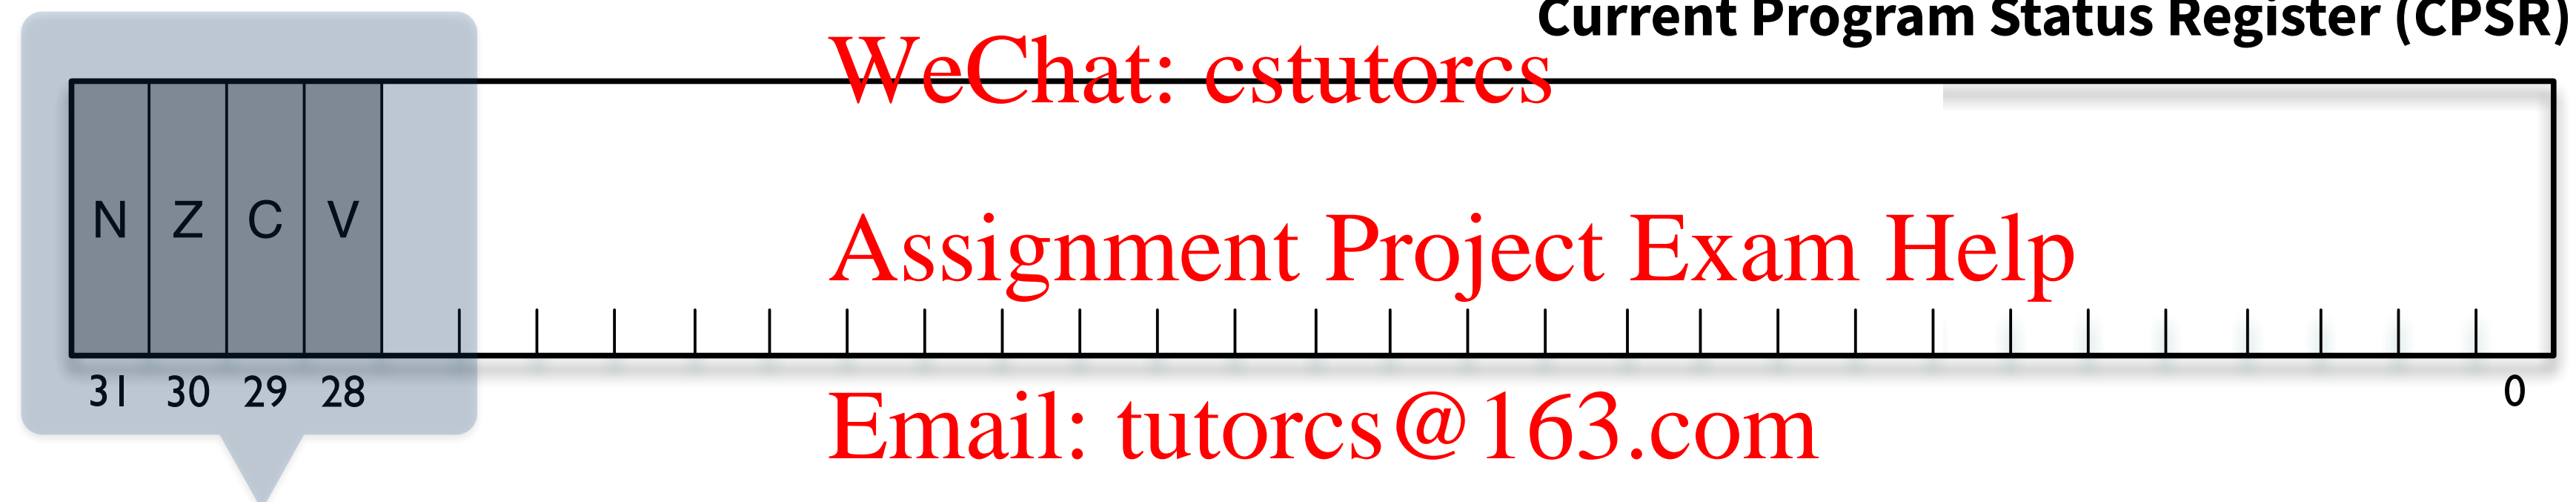 Current Program Status Register (CPSR)
WeChat: cstutorcs
N Z C V
Assignment Project Exam Help
31 30 29 28 0
Email: tutorcs@163.com